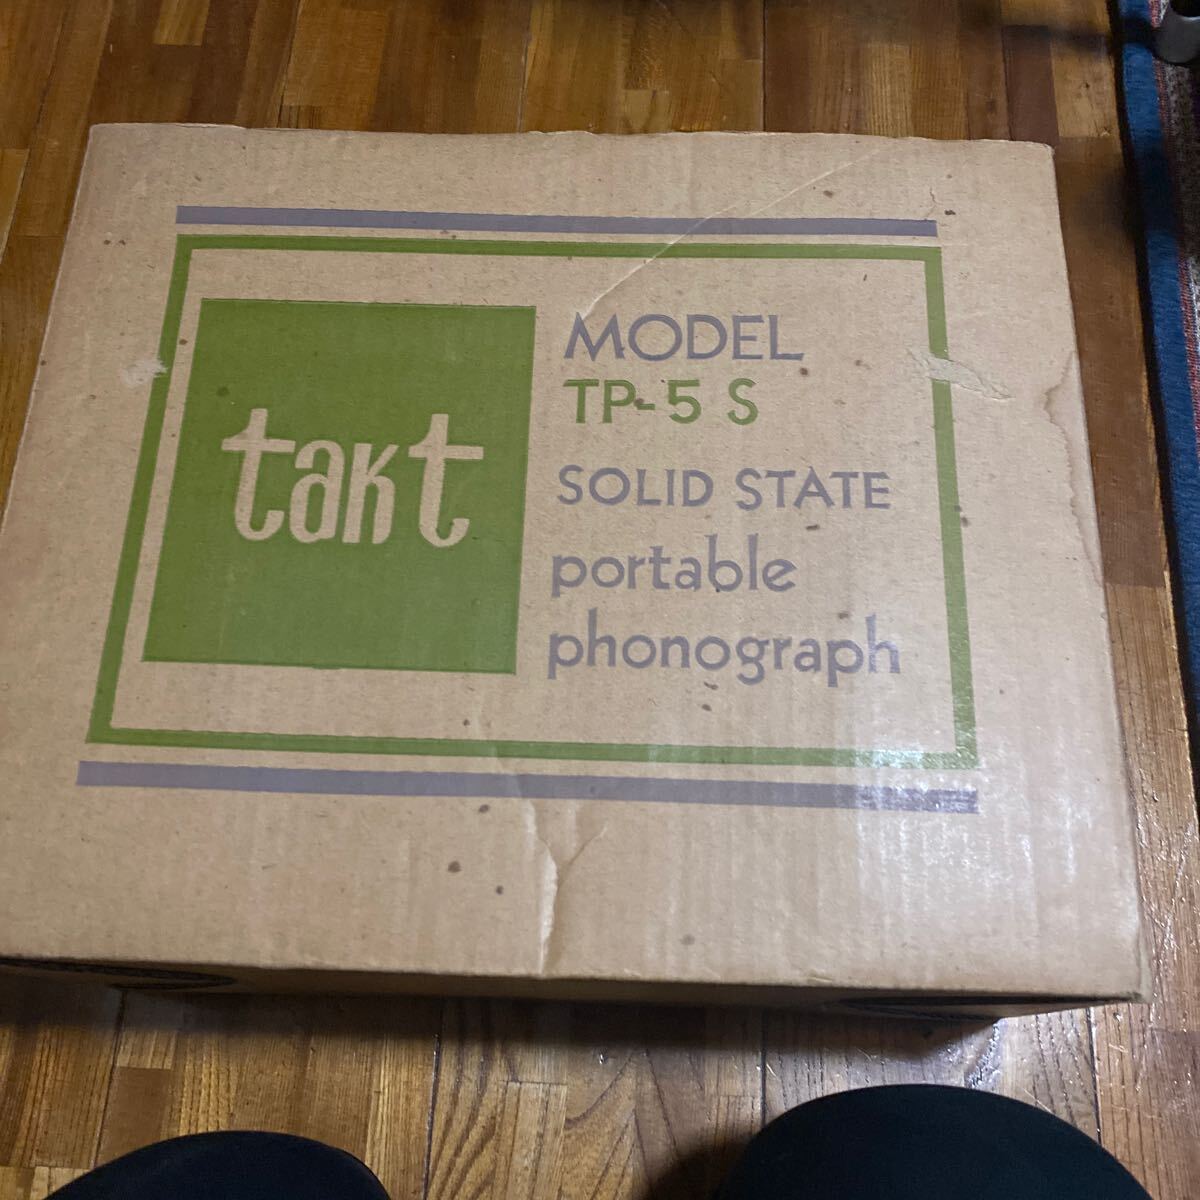 takt
MODEL
TP-5 S
SOLID STATE
portable
phonograph